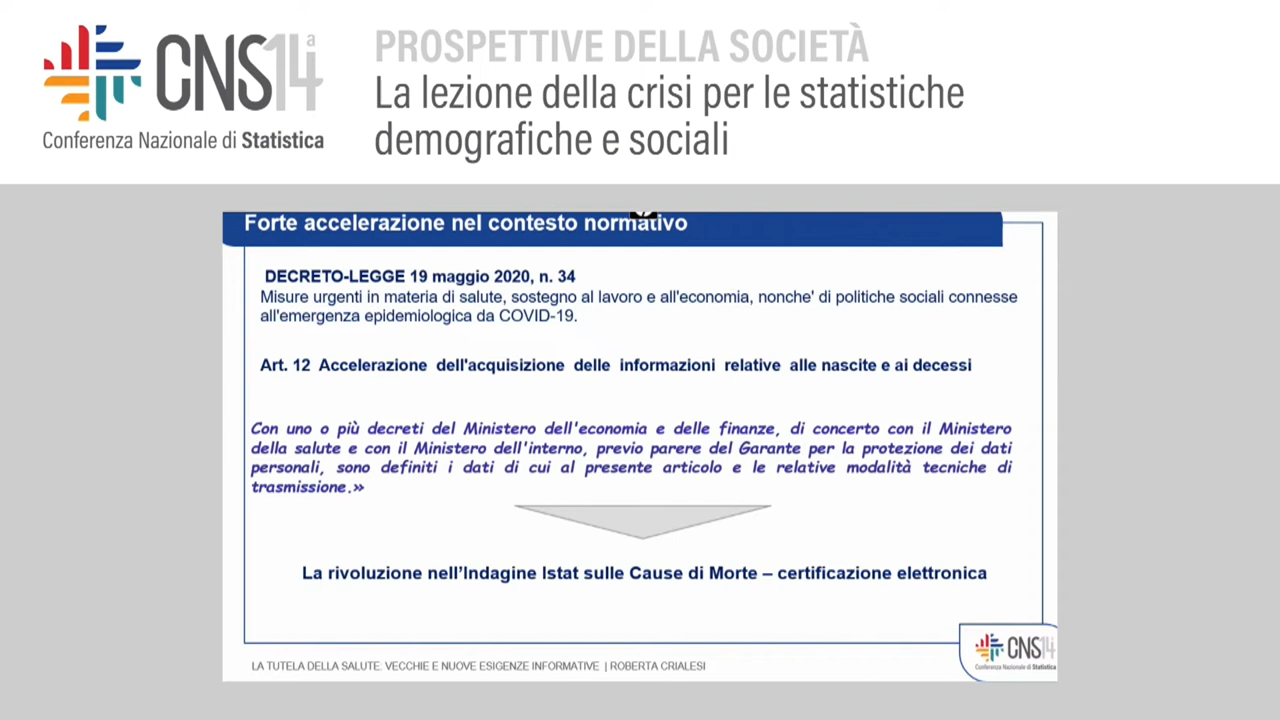 CNS14a
Conferenza Nazionale di Statistica
PROSPETTIVE DELLA SOCIETÀ
La lezione della crisi per le statistiche
demografiche e sociali
Forte accelerazione nel contesto normativo
DECRETO-LEGGE 19 maggio 2020, n. 34
Misure urgenti in materia di salute, sostegno al lavoro e all'economia, nonche' di politiche sociali connesse
all'emergenza epidemiologica da COVID-19.
Art. 12 Accelerazione dell'acquisizione delle informazioni relative alle nascite e ai decessi
Con uno o più decreti del Ministero dell'economia e delle finanze, di concerto con il Ministero
della salute e con il Ministero dell'interno, previo parere del Garante per la protezione dei dati
personali, sono definiti i dati di cui al presente articolo e le relative modalità tecniche di
trasmissione.»
La rivoluzione nell'Indagine Istat sulle Cause di Morte – certificazione elettronica
LA TUTELA DELLA SALUTE: VECCHIE E NUOVE ESIGENZE INFORMATIVE | ROBERTA CRIALESI
CNS14
Conferenza Nazionale di Statistica